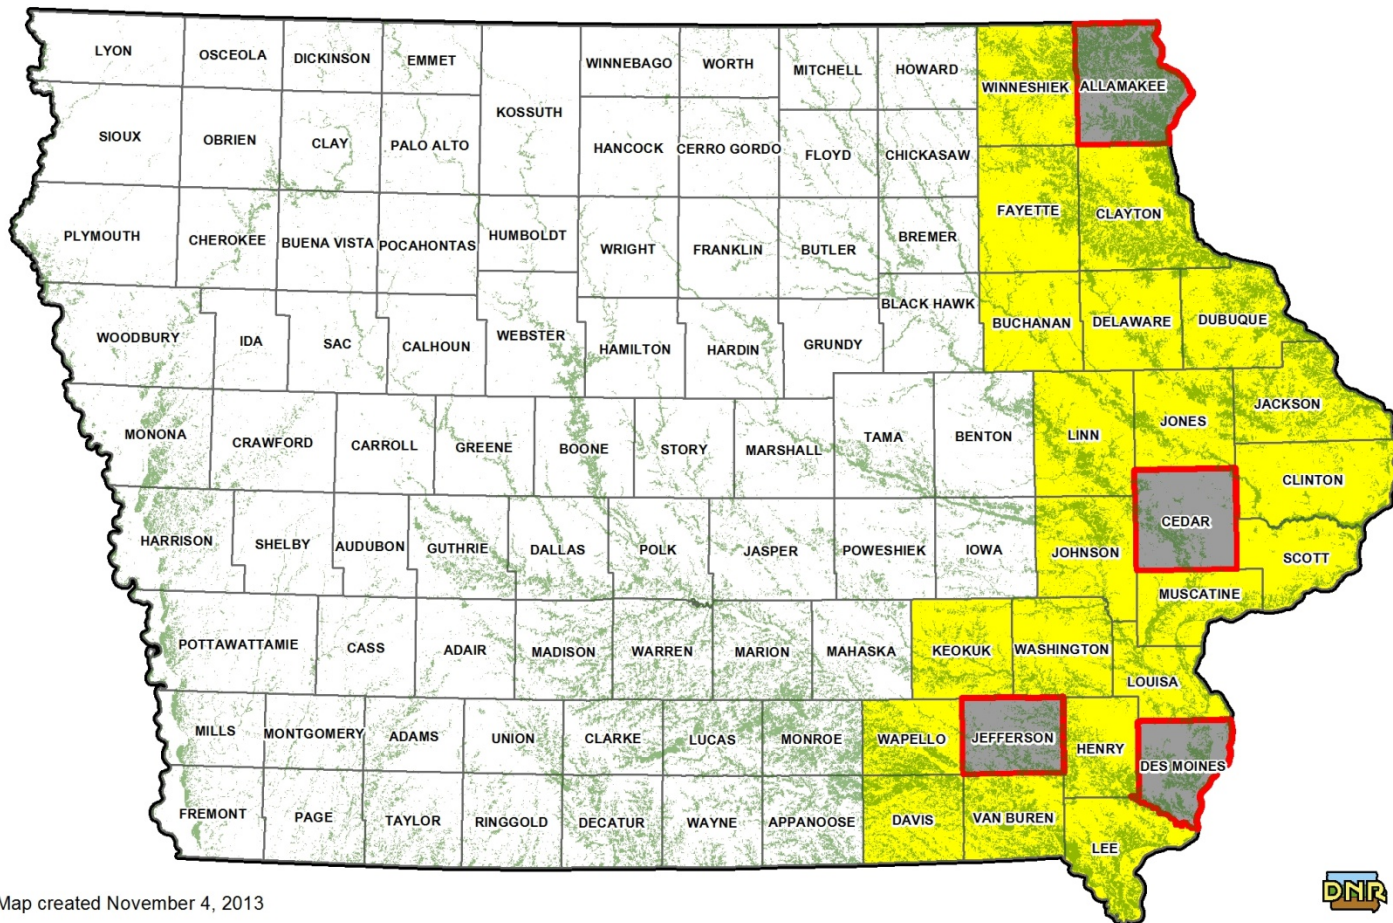 LYON
OSCEOLA
DICKINSON
EMMET
WINNEBAGO
WORTH
MITCHELL
HOWARD
WINNESHIEK
ALLAMAKEE
KOSSUTH
SIOUX
OBRIEN
CLAY
PALO ALTO
HANCOCK
CERRO GORDO
FLOYD
CHICKASAW
FAYETTE
CLAYTON
PLYMOUTH
CHEROKEE
BUENA VISTA
POCAHONTAS
HUMBOLDT
WRIGHT
FRANKLIN
BUTLER
BREMER
BLACK HAWK
WOODBURY
IDA
SAC
CALHOUN
WEBSTER
HAMILTON
HARDIN
GRUNDY
BUCHANAN
DELAWARE
DUBUQUE
MONONA
CRAWFORD
CARROLL
GREENE
BOONE
STORY
MARSHALL
TAMA
BENTON
LINN
JONES
JACKSON
CLINTON
HARRISON
SHELBY
AUDUBON
GUTHRIE
DALLAS
POLK
JASPER
POWESHIEK
IOWA
JOHNSON
CEDAR
SCOTT
MUSCATINE
POTTAWATTAMIE
CASS
ADAIR
MADISON
WARREN
MARION
MAHASKA
KEOKUK
WASHINGTON
LOUISA
MILLS
MONTGOMERY
ADAMS
UNION
CLARKE
LUCAS
MONROE
WAPELLO
JEFFERSON
HENRY
DES MOINES
FREMONT
PAGE
TAYLOR
RINGGOLD
DECATUR
WAYNE
APPANOOSE
DAVIS
VAN BUREN
LEE
Map created November 4, 2013
DNR